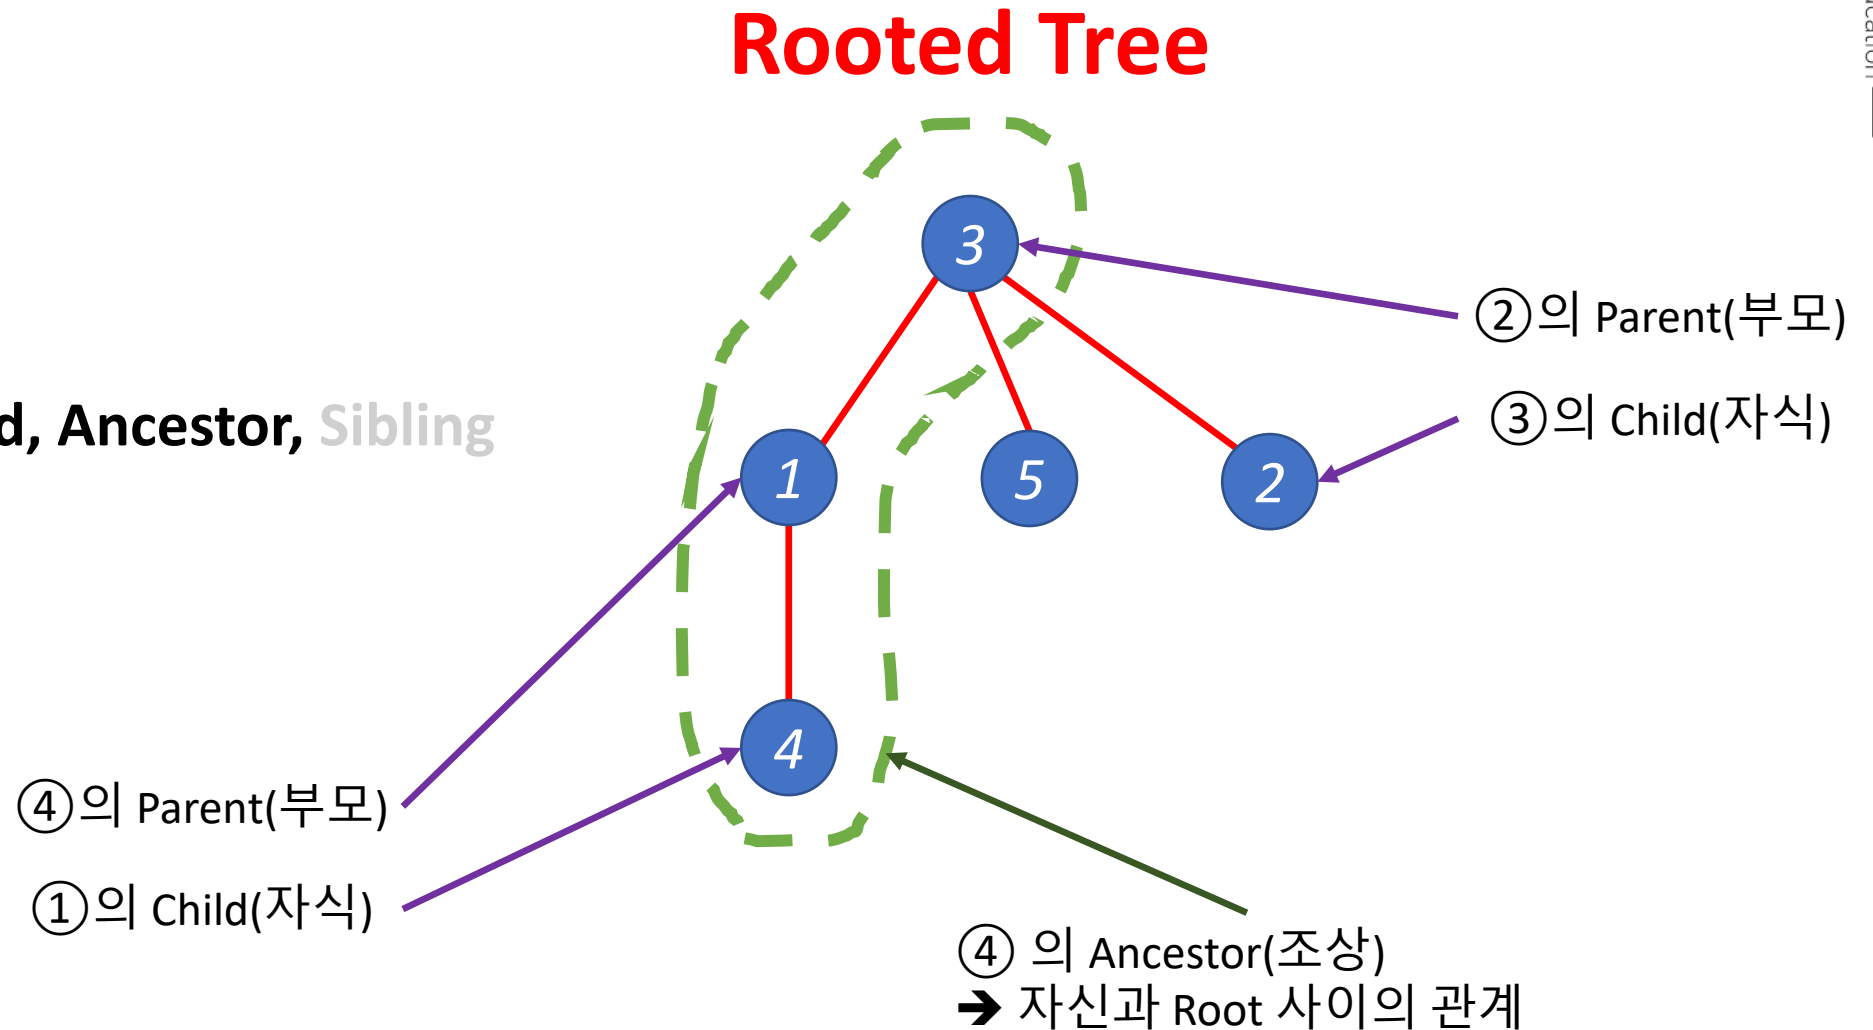 Rooted Tree
3
②의 Parent(부모)
③의 Child(자식)
Ancestor, Sibling
1
5
2
4
④의 Parent(부모)
①의 Child(자식)
④ 의 Ancestor(조상)
➔ 자신과 Root 사이의 관계